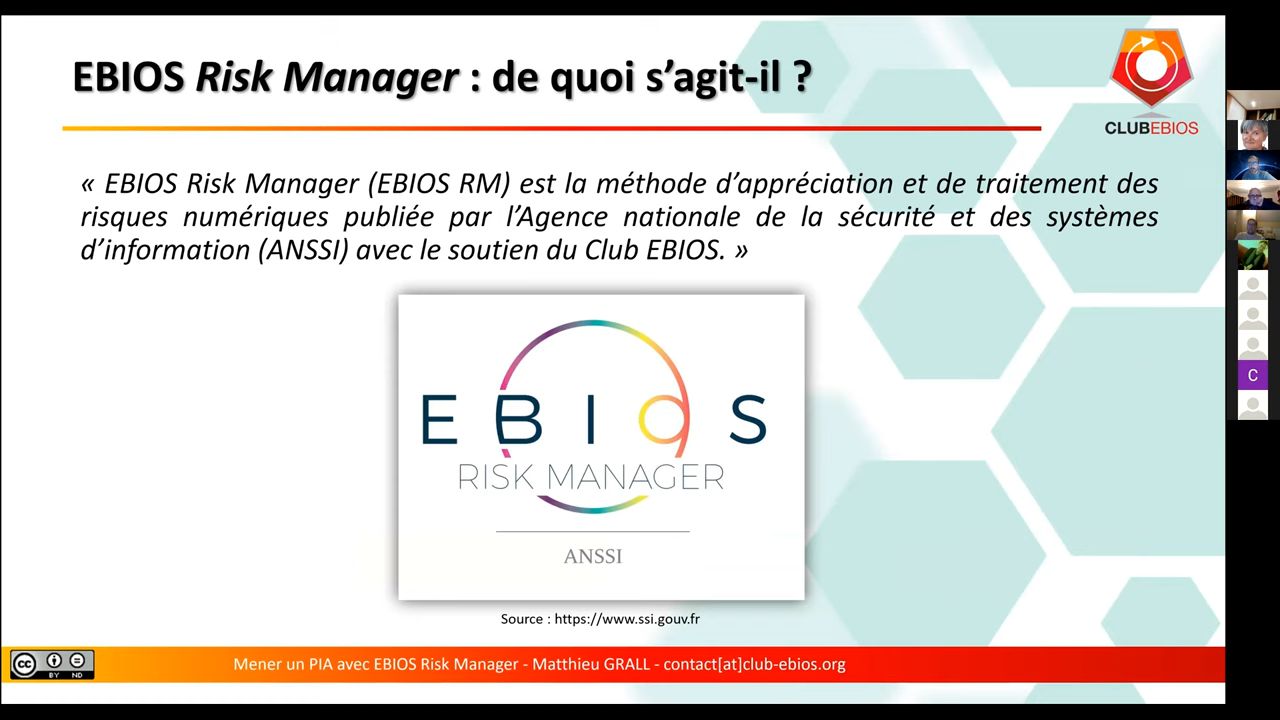 EBIOS Risk Manager : de quoi s’agit-il ?
CLUBEBIOS
« EBIOS Risk Manager (EBIOS RM) est la méthode d’appréciation et de traitement des
risques numériques publiée par l’Agence nationale de la sécurité et des systèmes
d’information (ANSSI) avec le soutien du Club EBIOS. »
EBIOS
RISK MANAGER
ANSSI
Source : https://www.ssi.gouv.fr
cc BY ND
Mener un PIA avec EBIOS Risk Manager - Matthieu GRALL - contact[at]club-ebios.org
C